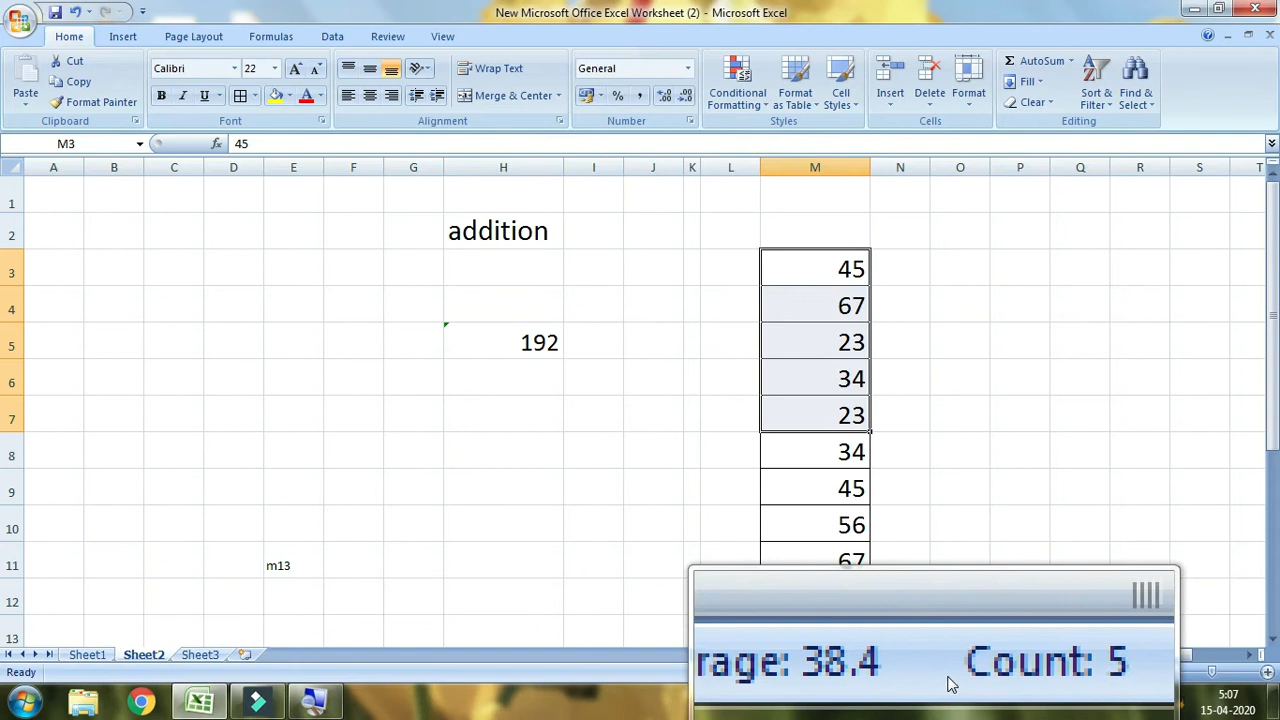 New Microsoft Office Excel Worksheet (2) - Microsoft Excel
Home Insert Page Layout Formulas Data Review View
Paste
Cut
Copy
Format Painter
Clipboard
Calibri 22
B I U
Font
Wrap Text
Merge & Center
Alignment
General
% ,
Number
Conditional Formatting
Format as Table
Cell Styles
Styles
Insert Delete Format
Cells
AutoSum
Fill
Clear
Sort & Filter
Find & Select
Editing
M3 fx 45
A B C D E F G H I J K L M N O P Q R S T
1
2 addition
3 45
4 67
5 192 23
6 34
7 23
8 34
9 45
10 56
11 m13 67
12
13
Sheet1 Sheet2 Sheet3
rage: 38.4 Count: 5
Ready
5:07
15-04-2020